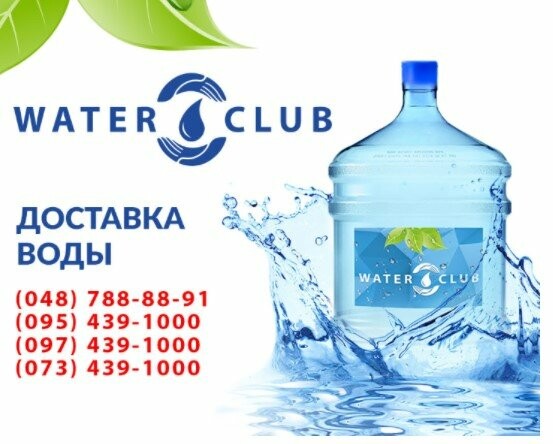 WATER CLUB
ДОСТАВКА
ВОДЫ
(048) 788-88-91
(095) 439-1000
(097) 439-1000
(073) 439-1000
WATER CLUB